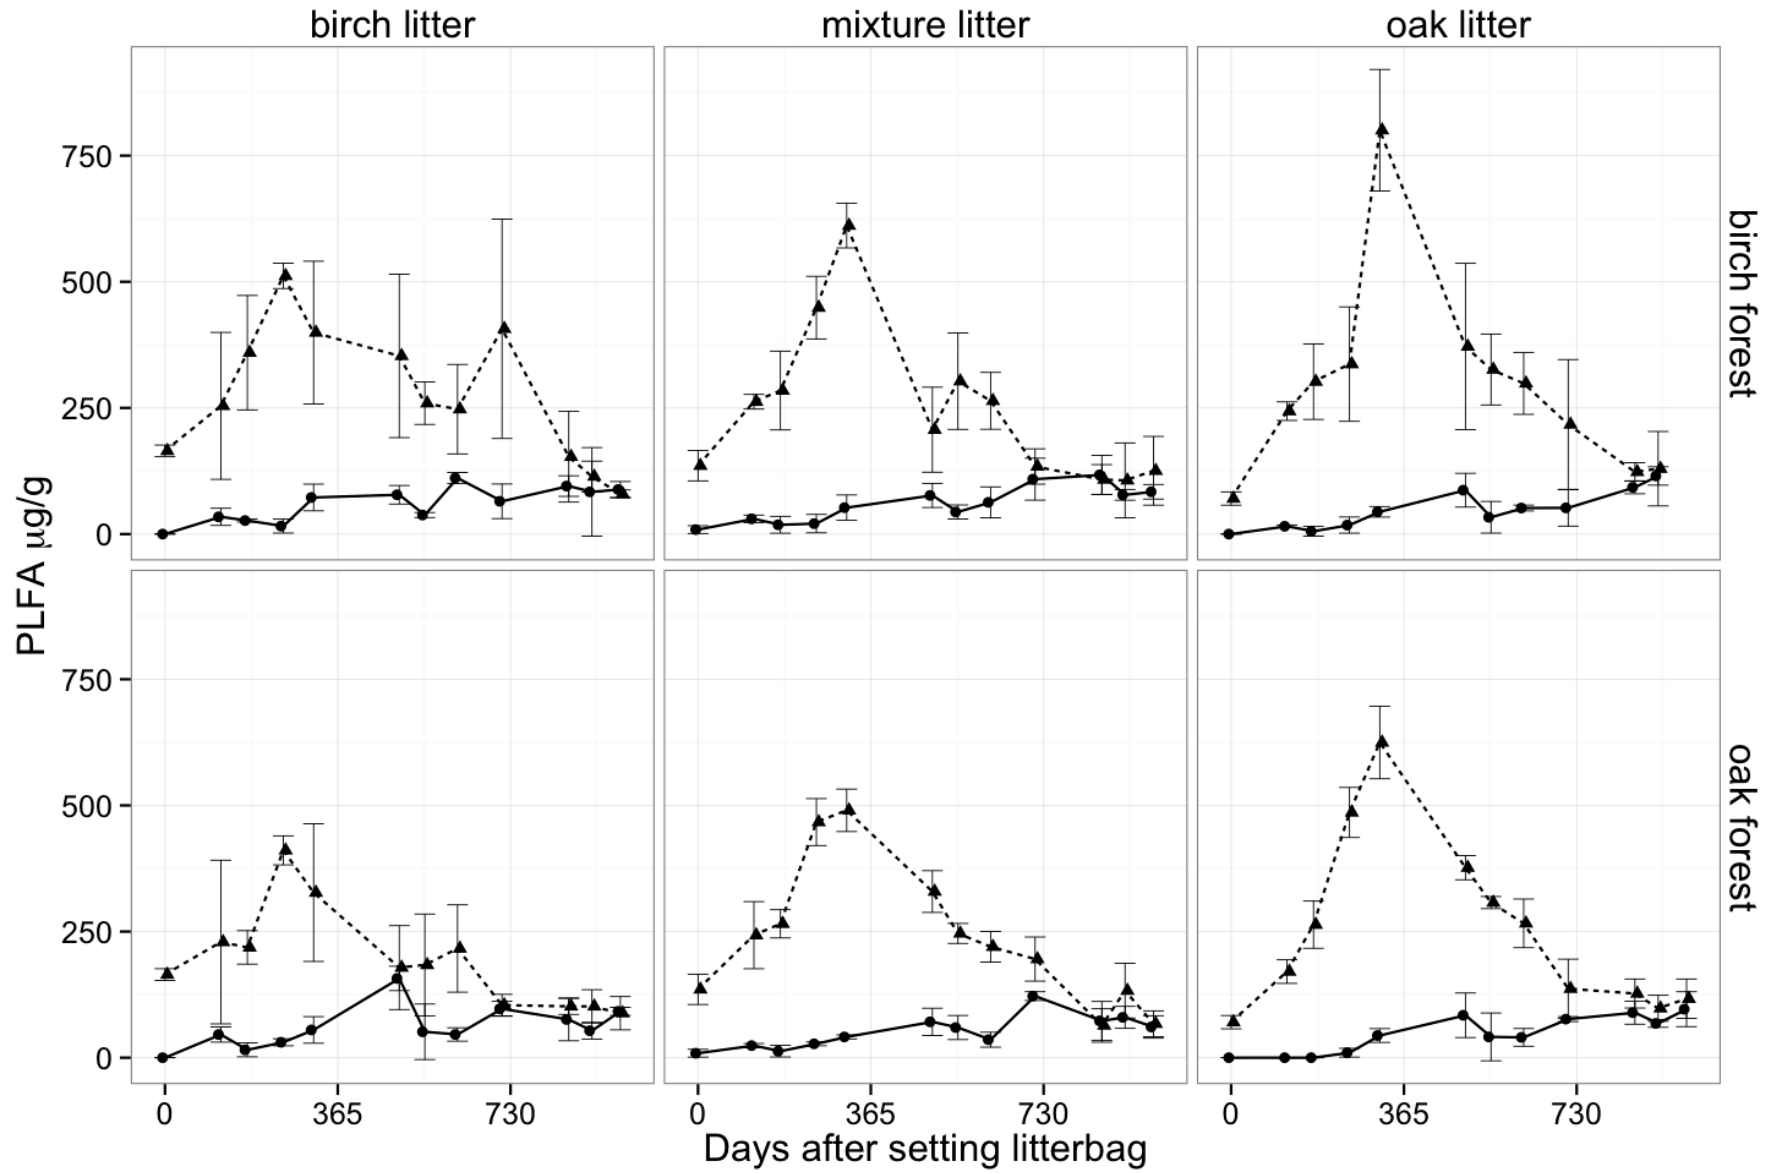 birch litter mixture litter oak litter
750
500
250
0
birch forest
PLFA µg/g
750
500
250
0
oak forest
0 365 730 0 365 730 0 365 730
Days after setting litterbag